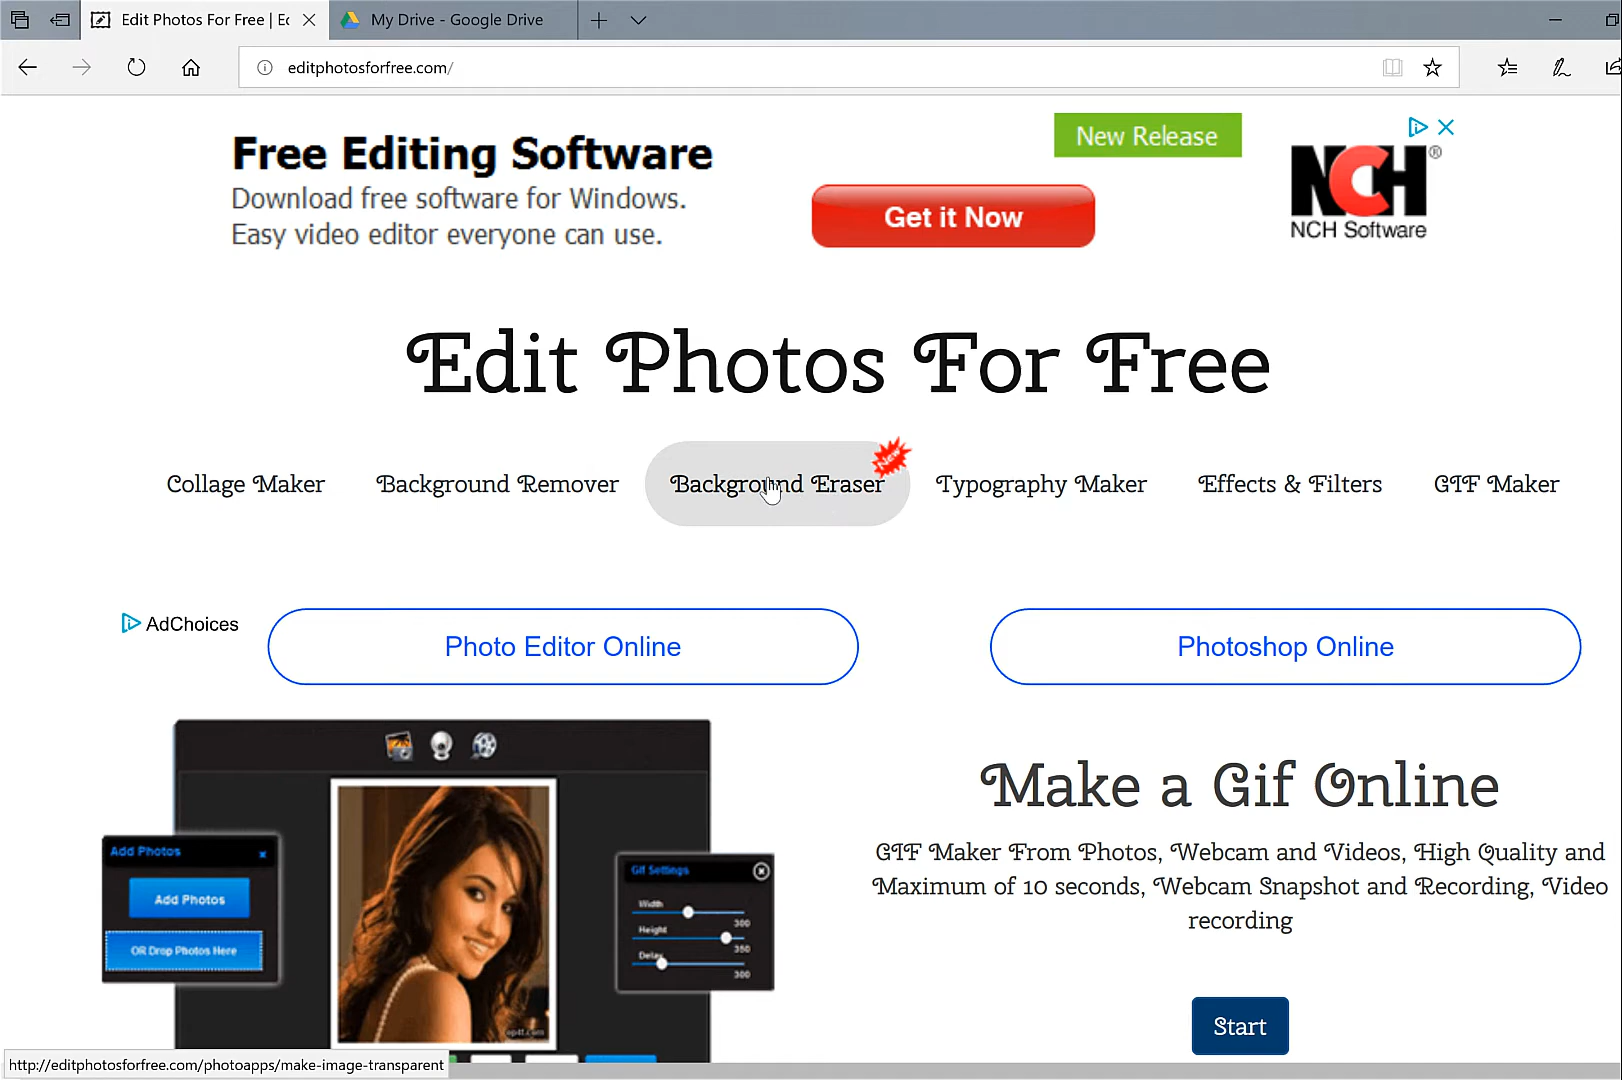 Edit Photos For Free | Ec
My Drive - Google Drive
editphotosforfree.com/
Free Editing Software
Download free software for Windows.
Easy video editor everyone can use.
New Release
Get it Now
NCH®
NCH Software
Edit Photos For Free
Collage Maker
Background Remover
Background Eraser
New
Typography Maker
Effects & Filters
GIF Maker
AdChoices
Photo Editor Online
Photoshop Online
Add Photos
Add Photos
OR Drop Photos Here
Gif Settings
Width
300
Height
350
Delay
300
Make a Gif Online
GIF Maker From Photos, Webcam and Videos, High Quality and
Maximum of 10 seconds, Webcam Snapshot and Recording, Video
recording
Start
http://editphotosforfree.com/photoapps/make-image-transparent